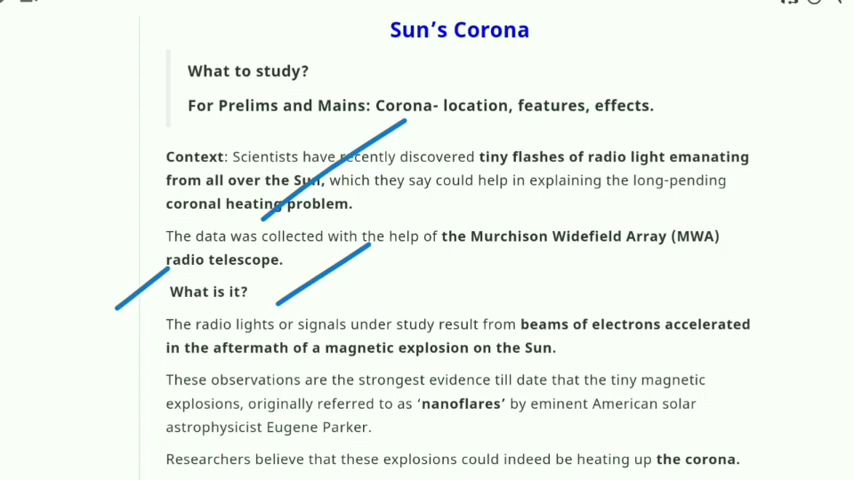 Sun’s Corona
What to study?
For Prelims and Mains: Corona- location, features, effects.
Context: Scientists have recently discovered tiny flashes of radio light emanating
from all over the Sun, which they say could help in explaining the long-pending
coronal heating problem.
The data was collected with the help of the Murchison Widefield Array (MWA)
radio telescope.
What is it?
The radio lights or signals under study result from beams of electrons accelerated
in the aftermath of a magnetic explosion on the Sun.
These observations are the strongest evidence till date that the tiny magnetic
explosions, originally referred to as ‘nanoflares’ by eminent American solar
astrophysicist Eugene Parker.
Researchers believe that these explosions could indeed be heating up the corona.